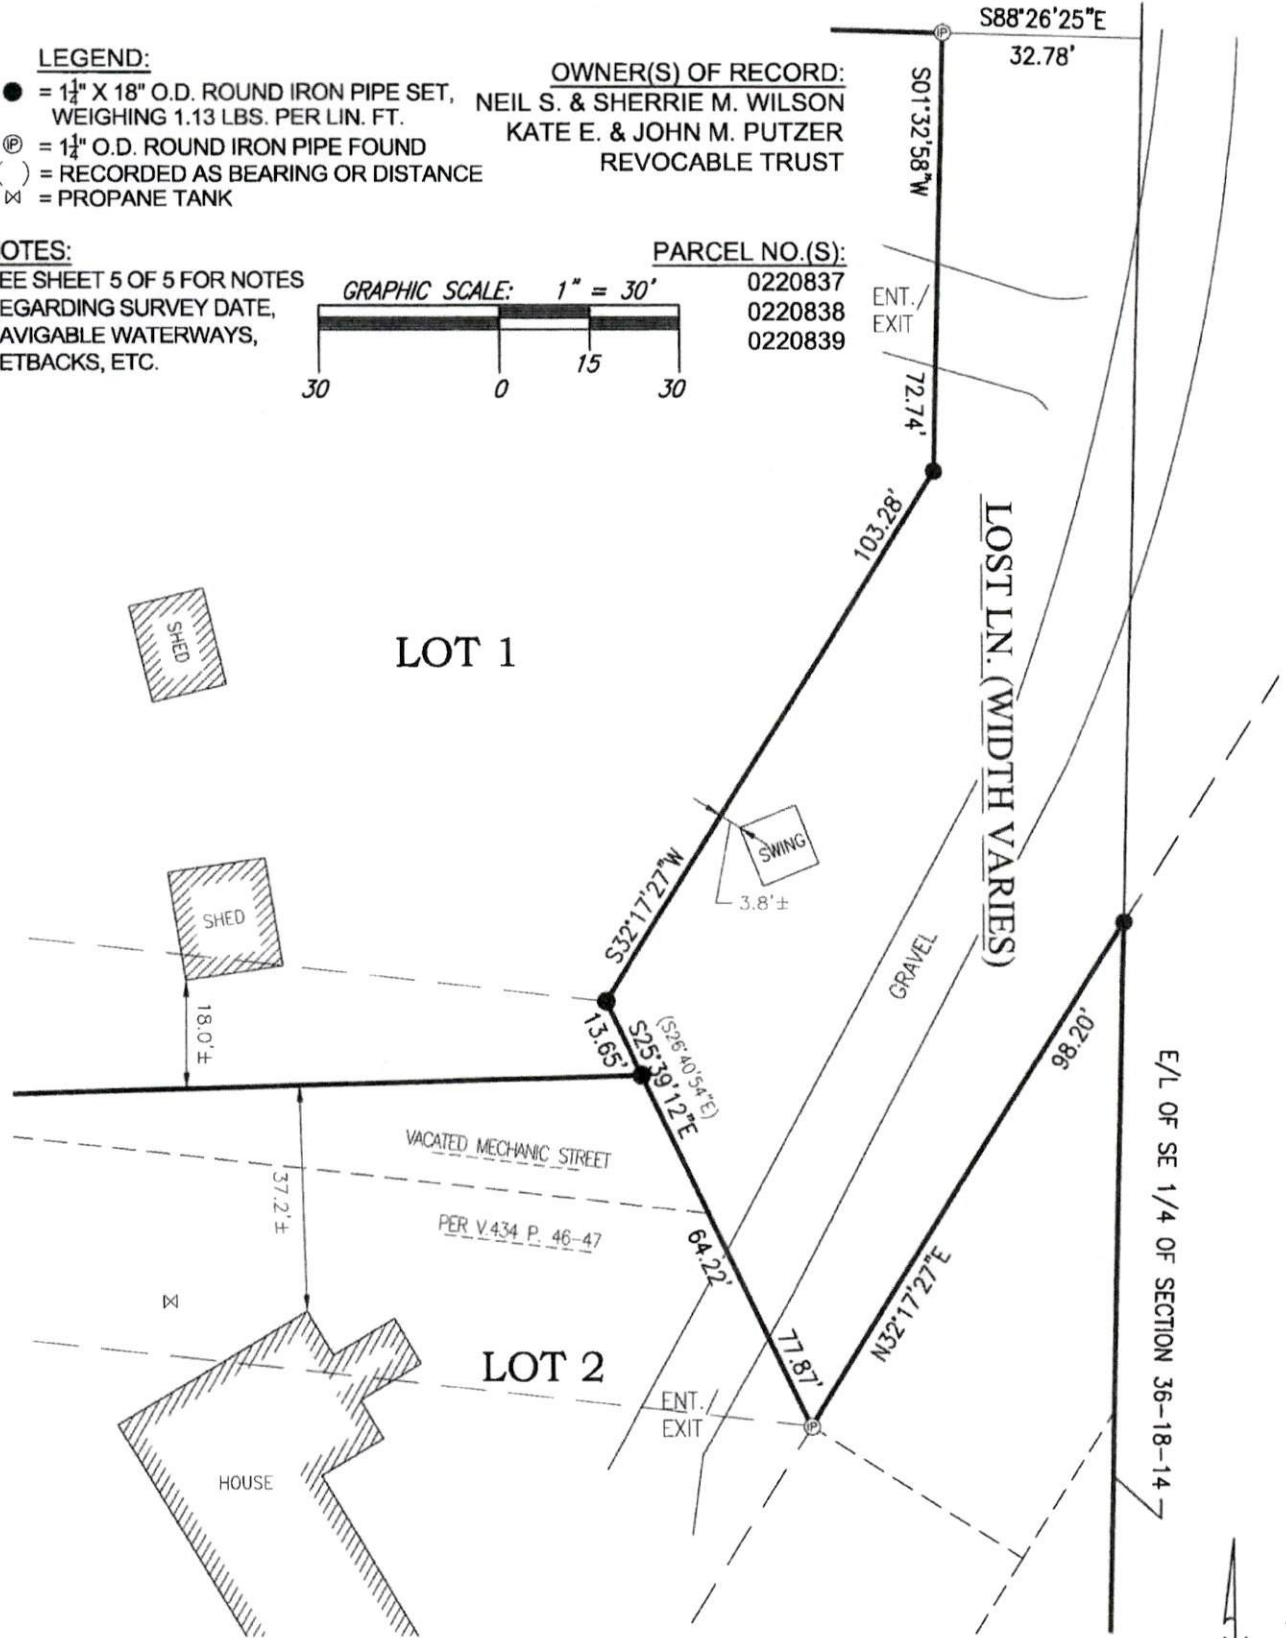 LEGEND:
● = 1¼" X 18" O.D. ROUND IRON PIPE SET,
WEIGHING 1.13 LBS. PER LIN. FT.
IP = 1¼" O.D. ROUND IRON PIPE FOUND
( ) = RECORDED AS BEARING OR DISTANCE
⋈ = PROPANE TANK
OWNER(S) OF RECORD:
NEIL S. & SHERRIE M. WILSON
KATE E. & JOHN M. PUTZER
REVOCABLE TRUST
OTES:
EE SHEET 5 OF 5 FOR NOTES
EGARDING SURVEY DATE,
AVIGABLE WATERWAYS,
ETBACKS, ETC.
GRAPHIC SCALE: 1" = 30'
30 0 15 30
PARCEL NO.(S):
0220837
0220838
0220839
IP
S88°26'25"E
32.78'
S01°32'58"W
72.74'
ENT./
EXIT
103.28'
S32°17'27"W
LOST LN. (WIDTH VARIES)
SHED
LOT 1
SWING
3.8'±
SHED
18.0'±
GRAVEL
13.65'
S25°39'12"E
(S26°40'54"E)
98.20'
N32°17'27"E
E/L OF SE 1/4 OF SECTION 36-18-14
VACATED MECHANIC STREET
PER V.434 P. 46-47
37.2'±
64.22'
77.87'
⋈
LOT 2
ENT./
EXIT
IP
HOUSE